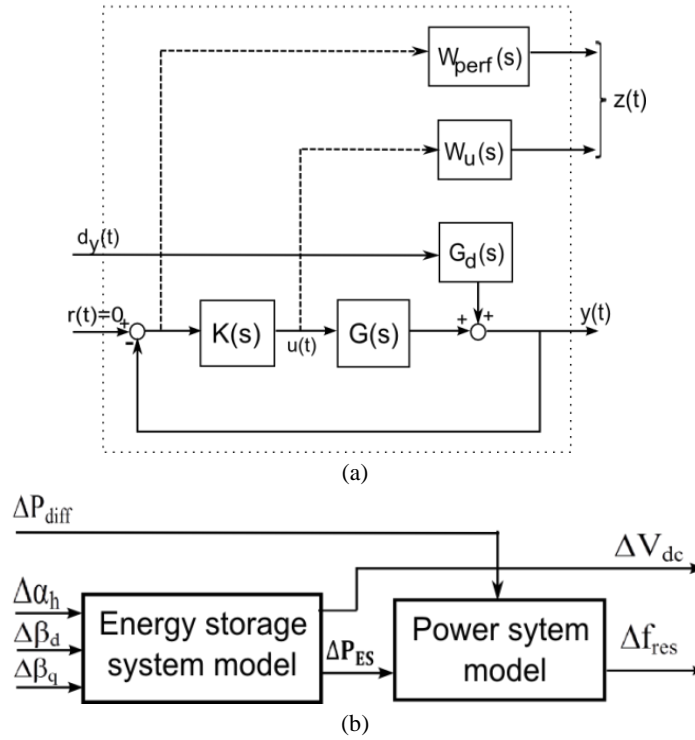 W_perf(s)
z(t)
W_u(s)
d_y(t)
G_d(s)
r(t)=0
+
-
K(s)
u(t)
G(s)
+
+
y(t)
(a)
ΔP_diff
ΔV_dc
Δα_h
Δβ_d
Δβ_q
Energy storage
system model
ΔP_ES
Power sytem
model
Δf_res
(b)